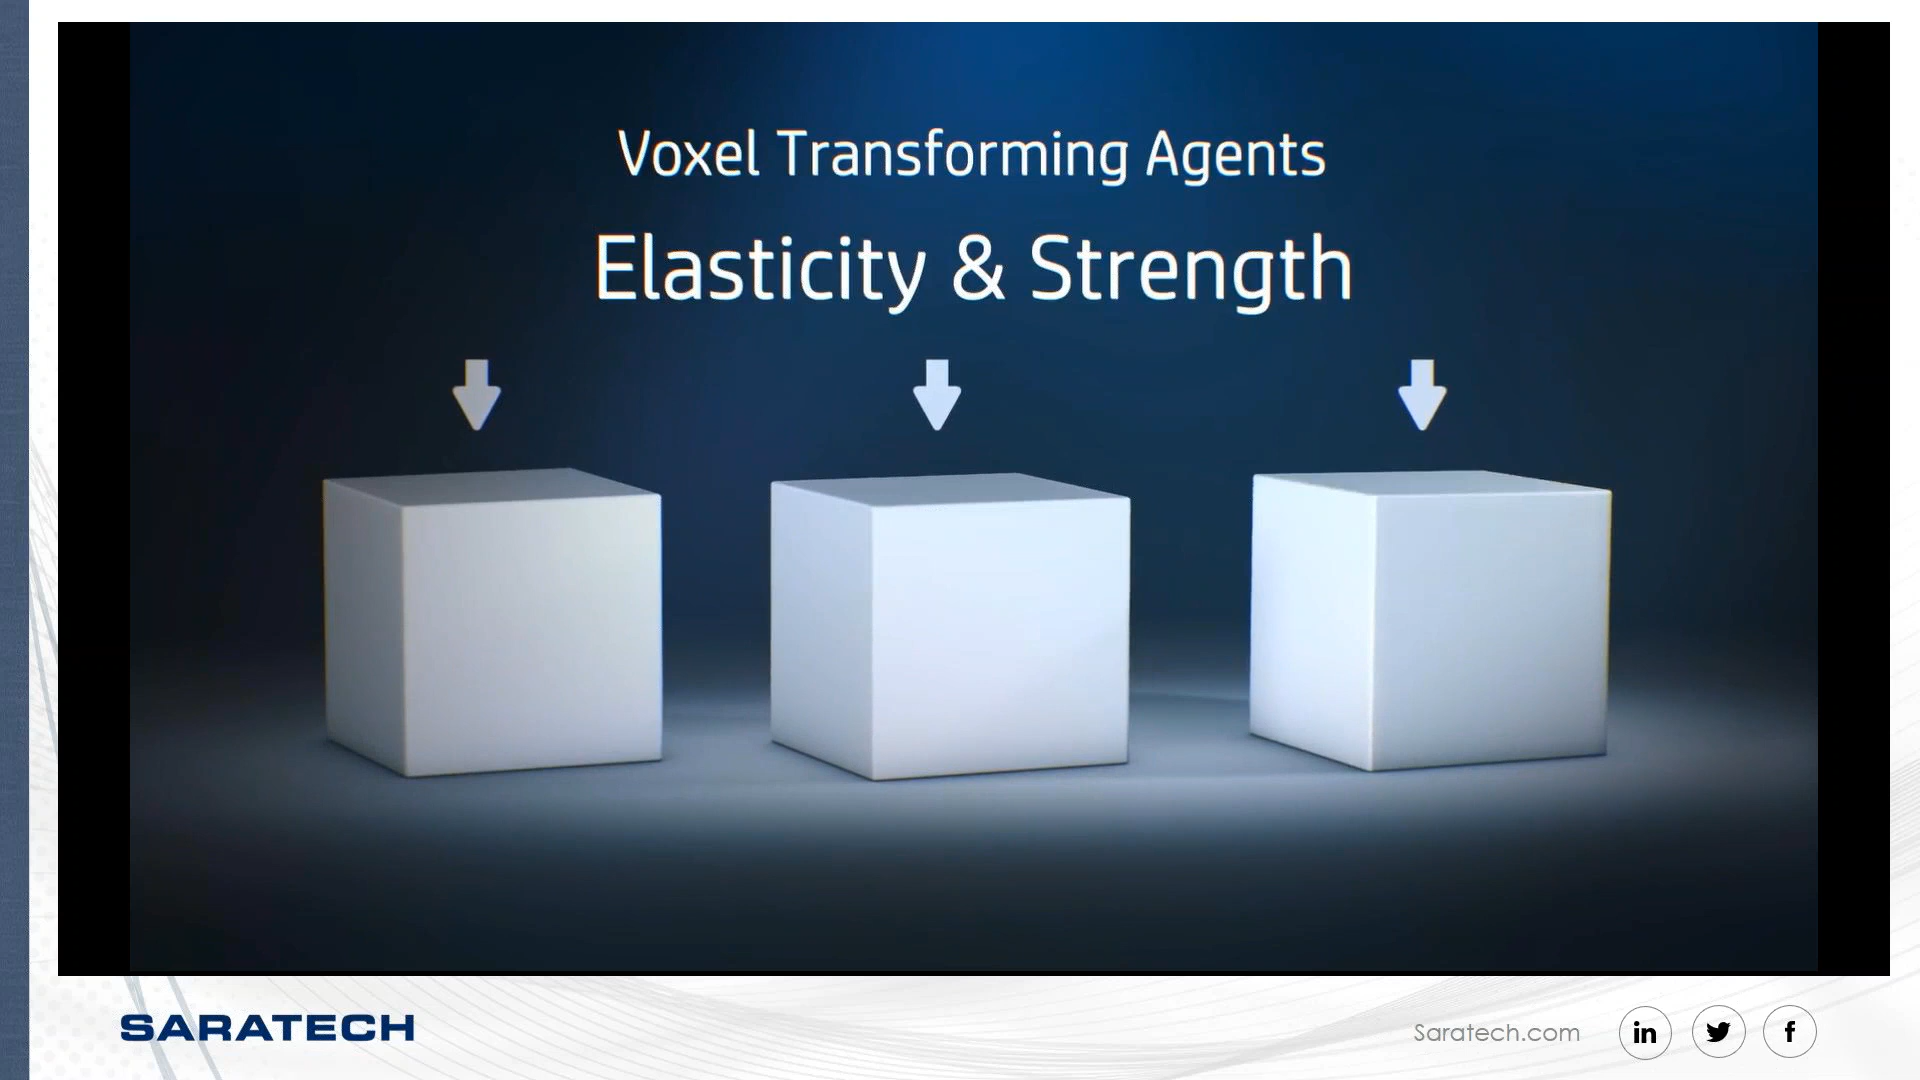 Voxel Transforming Agents
Elasticity & Strength
SARATECH
Saratech.com
in
f